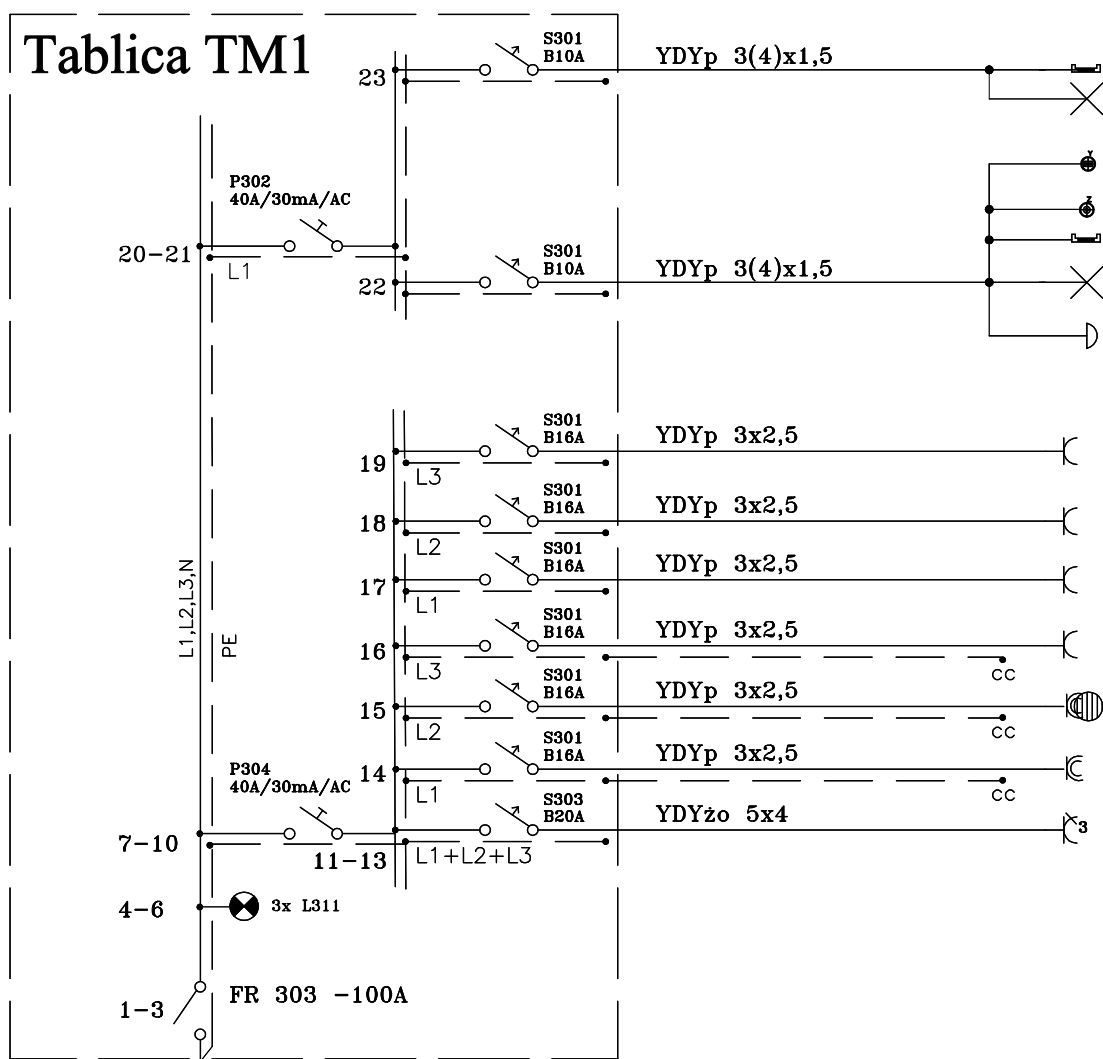 Tablica TM1
S301
B10A
YDYp 3(4)x1,5
23
P302
40A/30mA/AC
Y
Z
20-21
L1
S301
B10A
YDYp 3(4)x1,5
22
S301
B16A
YDYp 3x2,5
19
L3
S301
B16A
YDYp 3x2,5
18
L2
S301
B16A
YDYp 3x2,5
17
L1
L1,L2,L3,N
PE
S301
B16A
YDYp 3x2,5
16
L3
CC
S301
B16A
YDYp 3x2,5
15
L2
CC
S301
B16A
YDYp 3x2,5
14
L1
CC
P304
40A/30mA/AC
S303
B20A
YDYżo 5x4
3
7-10
11-13
L1+L2+L3
4-6
3x L311
1-3
FR 303 -100A